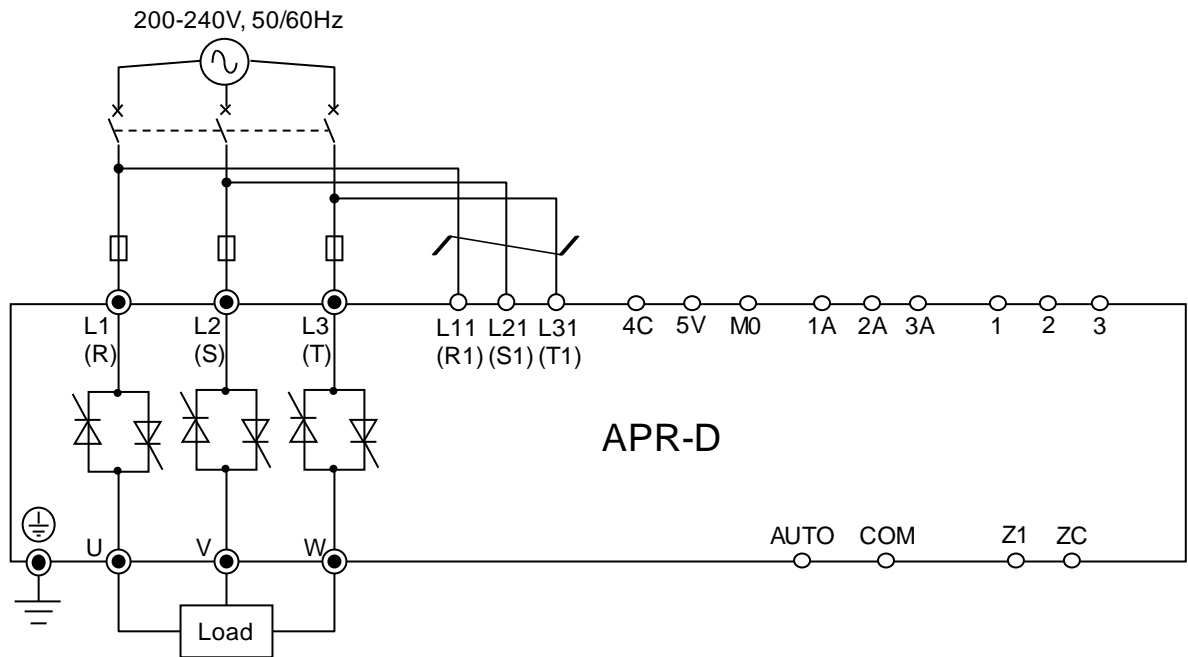 200-240V, 50/60Hz
L1 L2 L3 L11 L21 L31 4C 5V M0 1A 2A 3A 1 2 3
(R) (S) (T) (R1) (S1) (T1)
APR-D
AUTO COM Z1 ZC
U V W
Load